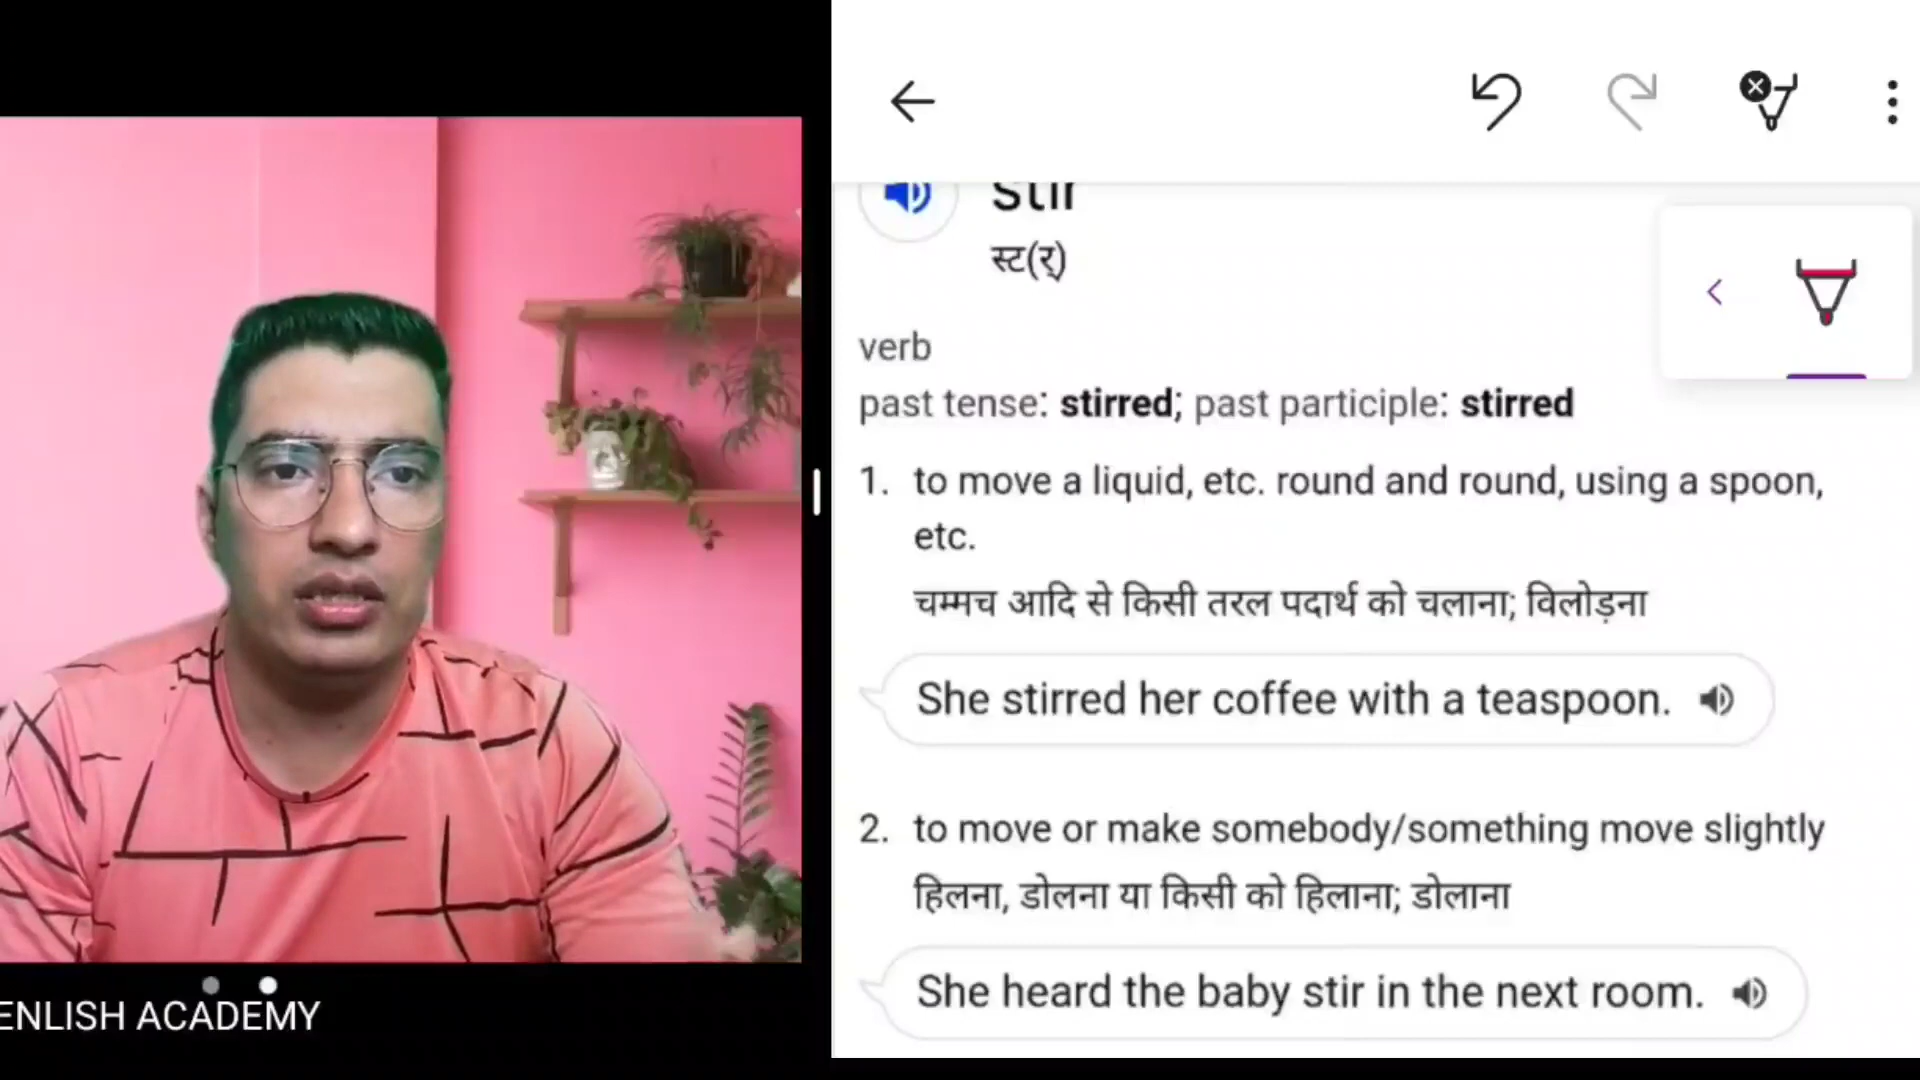 stir
स्ट(र्)
verb
past tense: stirred; past participle: stirred
1. to move a liquid, etc. round and round, using a spoon,
etc.
चम्मच आदि से किसी तरल पदार्थ को चलाना; विलोड़ना
She stirred her coffee with a teaspoon.
2. to move or make somebody/something move slightly
हिलना, डोलना या किसी को हिलाना; डोलाना
She heard the baby stir in the next room.
ENLISH ACADEMY